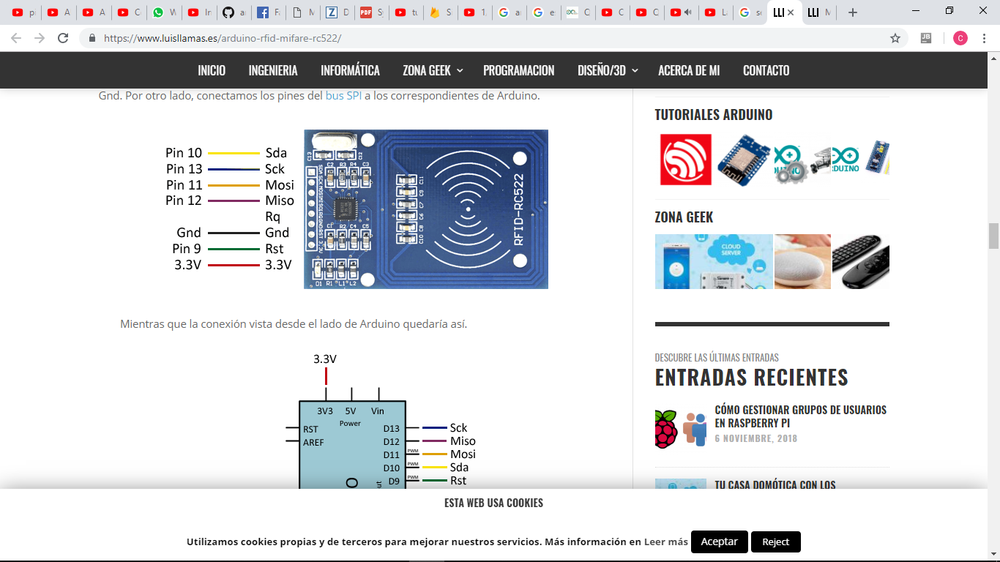 p
A
A
C
W
In
a
F
M
D
S
tu
S
1
a
e
C
C
C
L
s
M
https://www.luisllamas.es/arduino-rfid-mifare-rc522/
JB
C
INICIO INGENIERIA INFORMÁTICA ZONA GEEK PROGRAMACION DISEÑO/3D ACERCA DE MI CONTACTO
Gnd. Por otro lado, conectamos los pines del bus SPI a los correspondientes de Arduino.
Pin 10 Sda
Pin 13 Sck
Pin 11 Mosi
Pin 12 Miso
Rq
Gnd Gnd
Pin 9 Rst
3.3V 3.3V
RFID-RC522
Mientras que la conexión vista desde el lado de Arduino quedaría así.
3.3V
3V3 5V Vin
Power
RST
AREF
D13 Sck
D12 Miso
D11 PWM Mosi
D10 PWM Sda
D9 PWM Rst
TUTORIALES ARDUINO
ZONA GEEK
CLOUD
SERVER
DESCUBRE LAS ÚLTIMAS ENTRADAS
ENTRADAS RECIENTES
CÓMO GESTIONAR GRUPOS DE USUARIOS
EN RASPBERRY PI
6 NOVIEMBRE, 2018
TU CASA DOMÓTICA CON LOS
ESTA WEB USA COOKIES
Utilizamos cookies propias y de terceros para mejorar nuestros servicios. Más información en Leer más Aceptar Reject